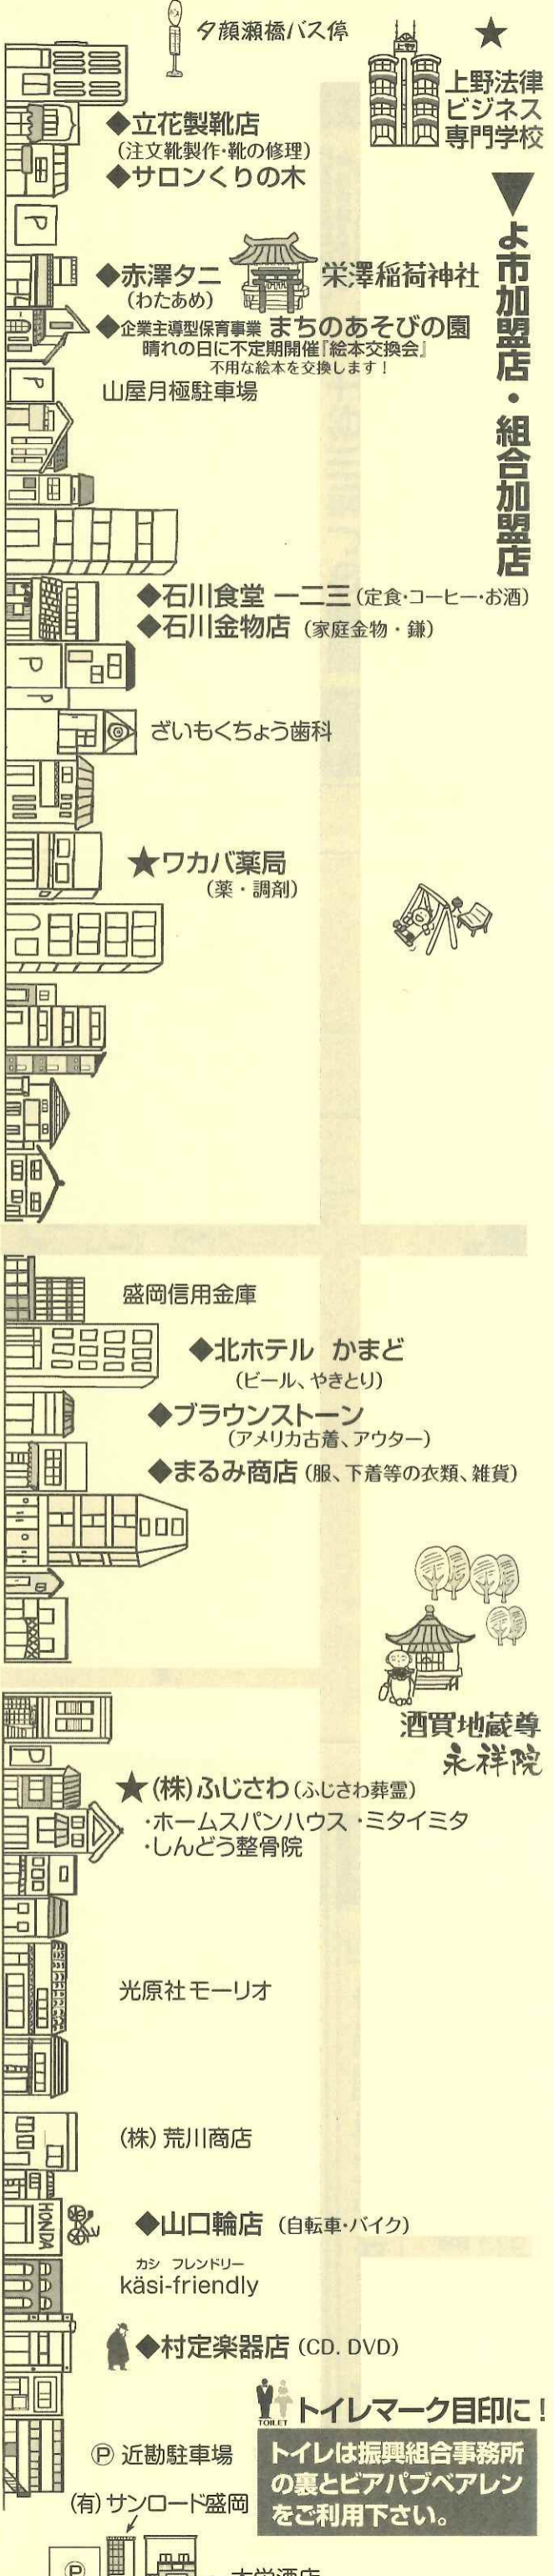 夕顔瀬橋バス停
★
上野法律
ビジネス
専門学校
◆立花製靴店
(注文靴製作・靴の修理)
◆サロンくりの木
P
▼よ市加盟店・組合加盟店
◆赤澤タニ
(わたあめ)
栄澤稲荷神社
◆企業主導型保育事業 まちのあそびの園
晴れの日に不定期開催『絵本交換会』
不用な絵本を交換します!
P
山屋月極駐車場
◆石川食堂 一二三(定食・コーヒー・お酒)
◆石川金物店 (家庭金物・鎌)
P
P
ざいもくちょう歯科
★ワカバ薬局
(薬・調剤)
盛岡信用金庫
◆北ホテル かまど
(ビール、やきとり)
◆ブラウンストーン
(アメリカ古着、アウター)
◆まるみ商店(服、下着等の衣類、雑貨)
酒買地蔵尊
永祥院
P
★(株)ふじさわ(ふじさわ葬霊)
・ホームスパンハウス ・ミタイミタ
・しんどう整骨院
光原社モーリオ
(株)荒川商店
HONDA
◆山口輪店 (自転車・バイク)
カシ フレンドリー
käsi-friendly
◆村定楽器店(CD. DVD)
TOILET
トイレマーク目印に!
トイレは振興組合事務所
の裏とビアパブベアレン
をご利用下さい。
Ⓟ 近勘駐車場
(有)サンロード盛岡
Ⓟ